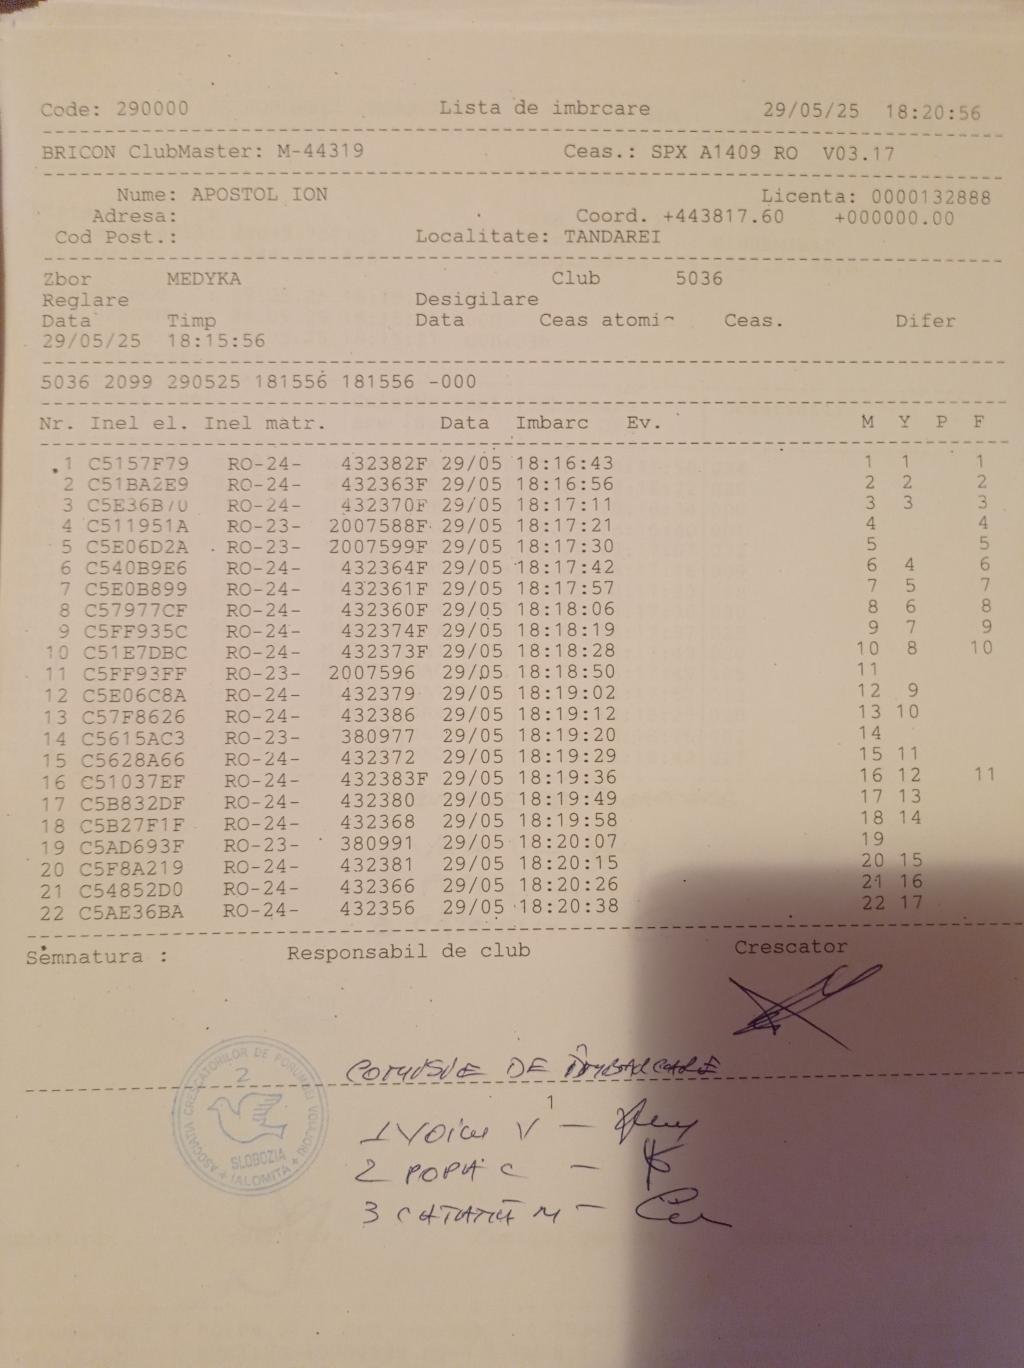 Code: 290000 Lista de imbrcare 29/05/25 18:20:56
BRICON ClubMaster: M-44319 Ceas.: SPX A1409 RO V03.17
Nume: APOSTOL ION Licenta: 0000132888
Adresa: Coord. +443817.60 +000000.00
Cod Post.: Localitate: TANDAREI
Zbor MEDYKA Club 5036
Reglare Desigilare
Data Timp Data Ceas atomic Ceas. Difer
29/05/25 18:15:56
5036 2099 290525 181556 181556 -000
Nr. Inel el. Inel matr. Data Imbarc Ev. M Y P F
1 C5157F79 RO-24- 432382F 29/05 18:16:43 1 1 1
2 C51BA2E9 RO-24- 432363F 29/05 18:16:56 2 2 2
3 C5E36B70 RO-24- 432370F 29/05 18:17:11 3 3 3
4 C511951A RO-23- 2007588F 29/05 18:17:21 4 4
5 C5E06D2A RO-23- 2007599F 29/05 18:17:30 5 5
6 C540B9E6 RO-24- 432364F 29/05 18:17:42 6 4 6
7 C5E0B899 RO-24- 432361F 29/05 18:17:57 7 5 7
8 C57977CF RO-24- 432360F 29/05 18:18:06 8 6 8
9 C5FF935C RO-24- 432374F 29/05 18:18:19 9 7 9
10 C51E7DBC RO-24- 432373F 29/05 18:18:28 10 8 10
11 C5FF93FF RO-23- 2007596 29/05 18:18:50 11
12 C5E06C8A RO-24- 432379 29/05 18:19:02 12 9
13 C57F8626 RO-24- 432386 29/05 18:19:12 13 10
14 C5615AC3 RO-23- 380977 29/05 18:19:20 14
15 C5628A66 RO-24- 432372 29/05 18:19:29 15 11
16 C51037EF RO-24- 432383F 29/05 18:19:36 16 12 11
17 C5B832DF RO-24- 432380 29/05 18:19:49 17 13
18 C5B27F1F RO-24- 432368 29/05 18:19:58 18 14
19 C5AD693F RO-23- 380991 29/05 18:20:07 19
20 C5F8A219 RO-24- 432381 29/05 18:20:15 20 15
21 C54852D0 RO-24- 432366 29/05 18:20:26 21 16
22 C5AE36BA RO-24- 432356 29/05 18:20:38 22 17
Semnatura : Responsabil de club Crescator
ASOCIATIA CRESCATORILOR DE PORUMBEI VOIAJORI
2
SLOBOZIA
IALOMITA
DE ÎMBARCARE
1
1 VOICU V —
2 POPA C —
3 M —